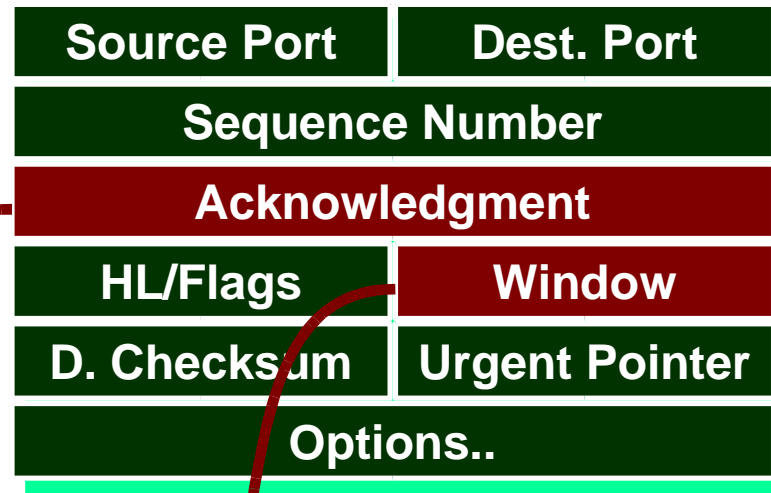 Source Port Dest. Port
Sequence Number
Acknowledgment
HL/Flags Window
D. Checksum Urgent Pointer
Options..